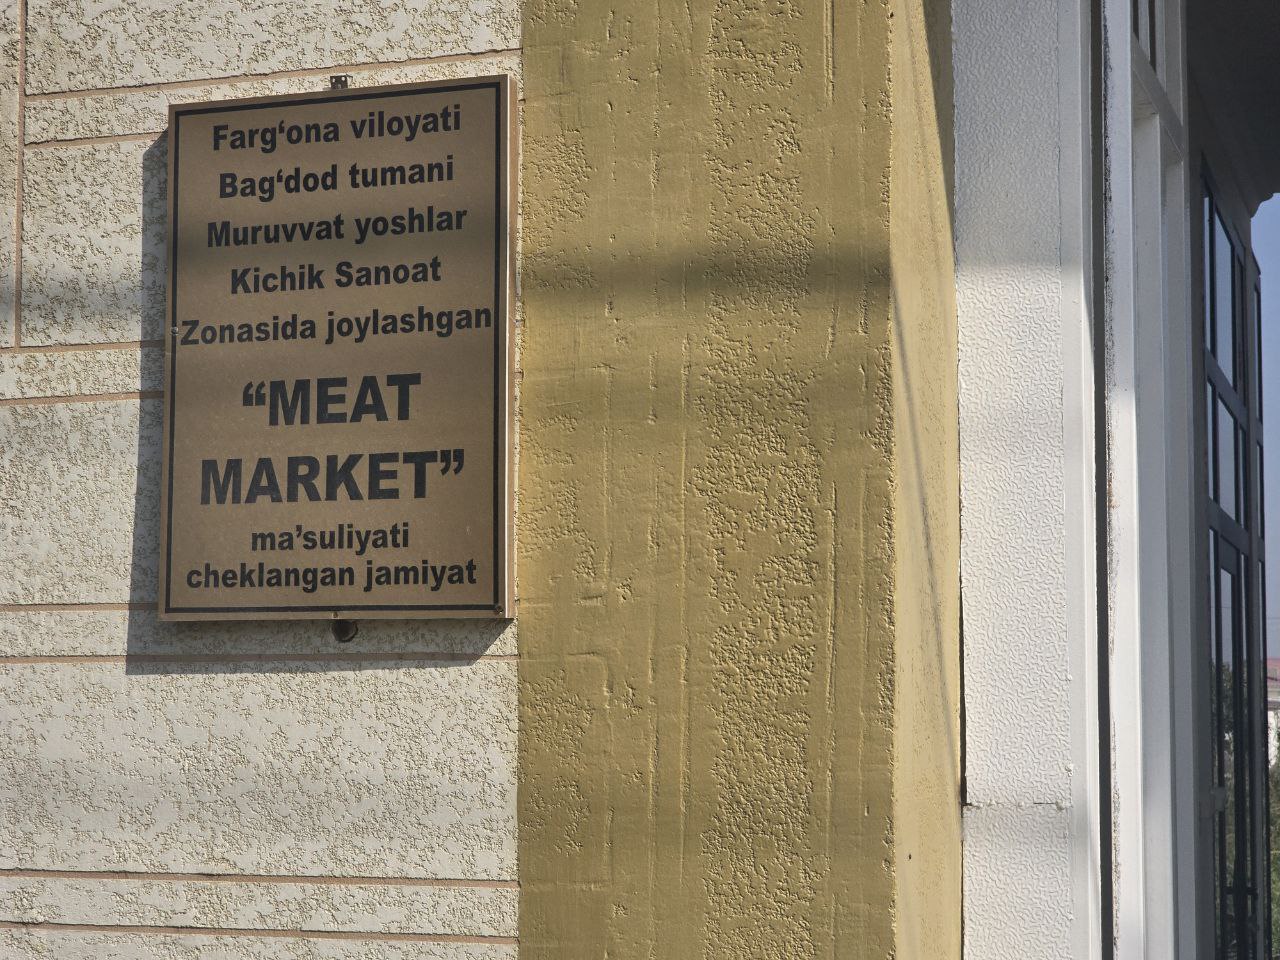 Farg‘ona viloyati
Bag‘dod tumani
Muruvvat yoshlar
Kichik Sanoat
Zonasida joylashgan
“MEAT
MARKET”
ma’suliyati
cheklangan jamiyat